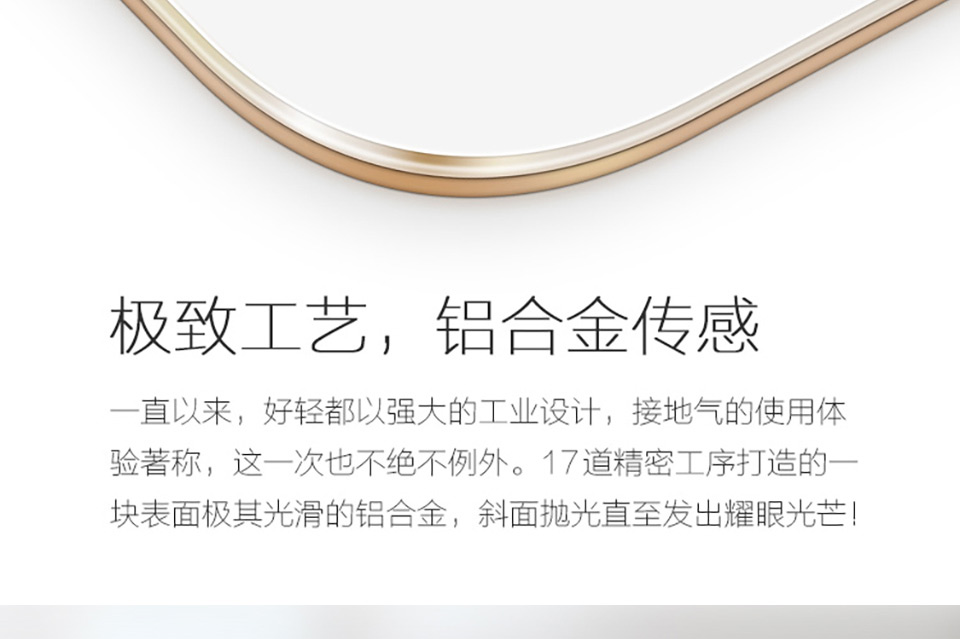 极致工艺，铝合金传感
一直以来，好轻都以强大的工业设计，接地气的使用体
验著称，这一次也不绝不例外。17道精密工序打造的一
块表面极其光滑的铝合金，斜面抛光直至发出耀眼光芒！